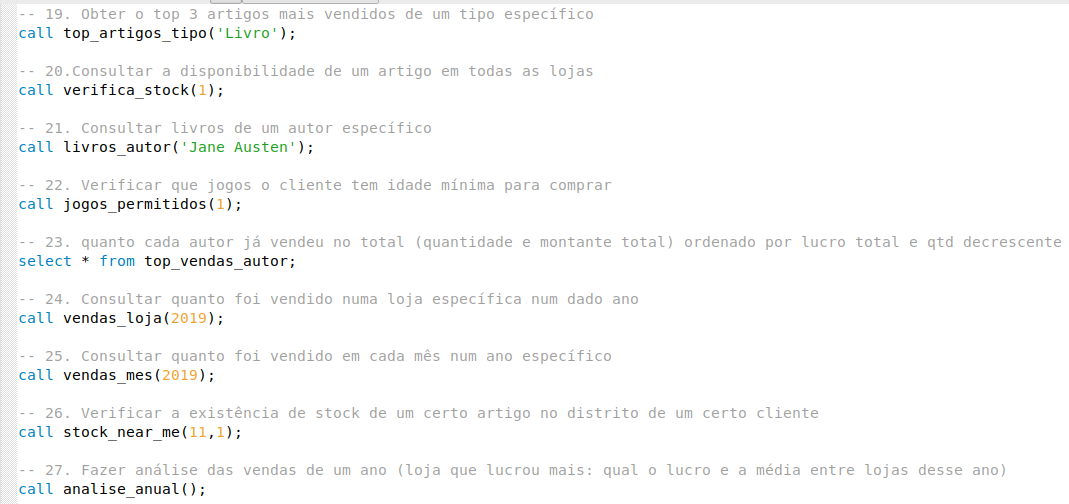 -- 19. Obter o top 3 artigos mais vendidos de um tipo específico
call top_artigos_tipo('Livro');
-- 20.Consultar a disponibilidade de um artigo em todas as lojas
call verifica_stock(1);
-- 21. Consultar livros de um autor específico
call livros_autor('Jane Austen');
-- 22. Verificar que jogos o cliente tem idade mínima para comprar
call jogos_permitidos(1);
-- 23. quanto cada autor já vendeu no total (quantidade e montante total) ordenado por lucro total e qtd decrescente
select * from top_vendas_autor;
-- 24. Consultar quanto foi vendido numa loja específica num dado ano
call vendas_loja(2019);
-- 25. Consultar quanto foi vendido em cada mês num ano específico
call vendas_mes(2019);
-- 26. Verificar a existência de stock de um certo artigo no distrito de um certo cliente
call stock_near_me(11,1);
-- 27. Fazer análise das vendas de um ano (loja que lucrou mais: qual o lucro e a média entre lojas desse ano)
call analise_anual();